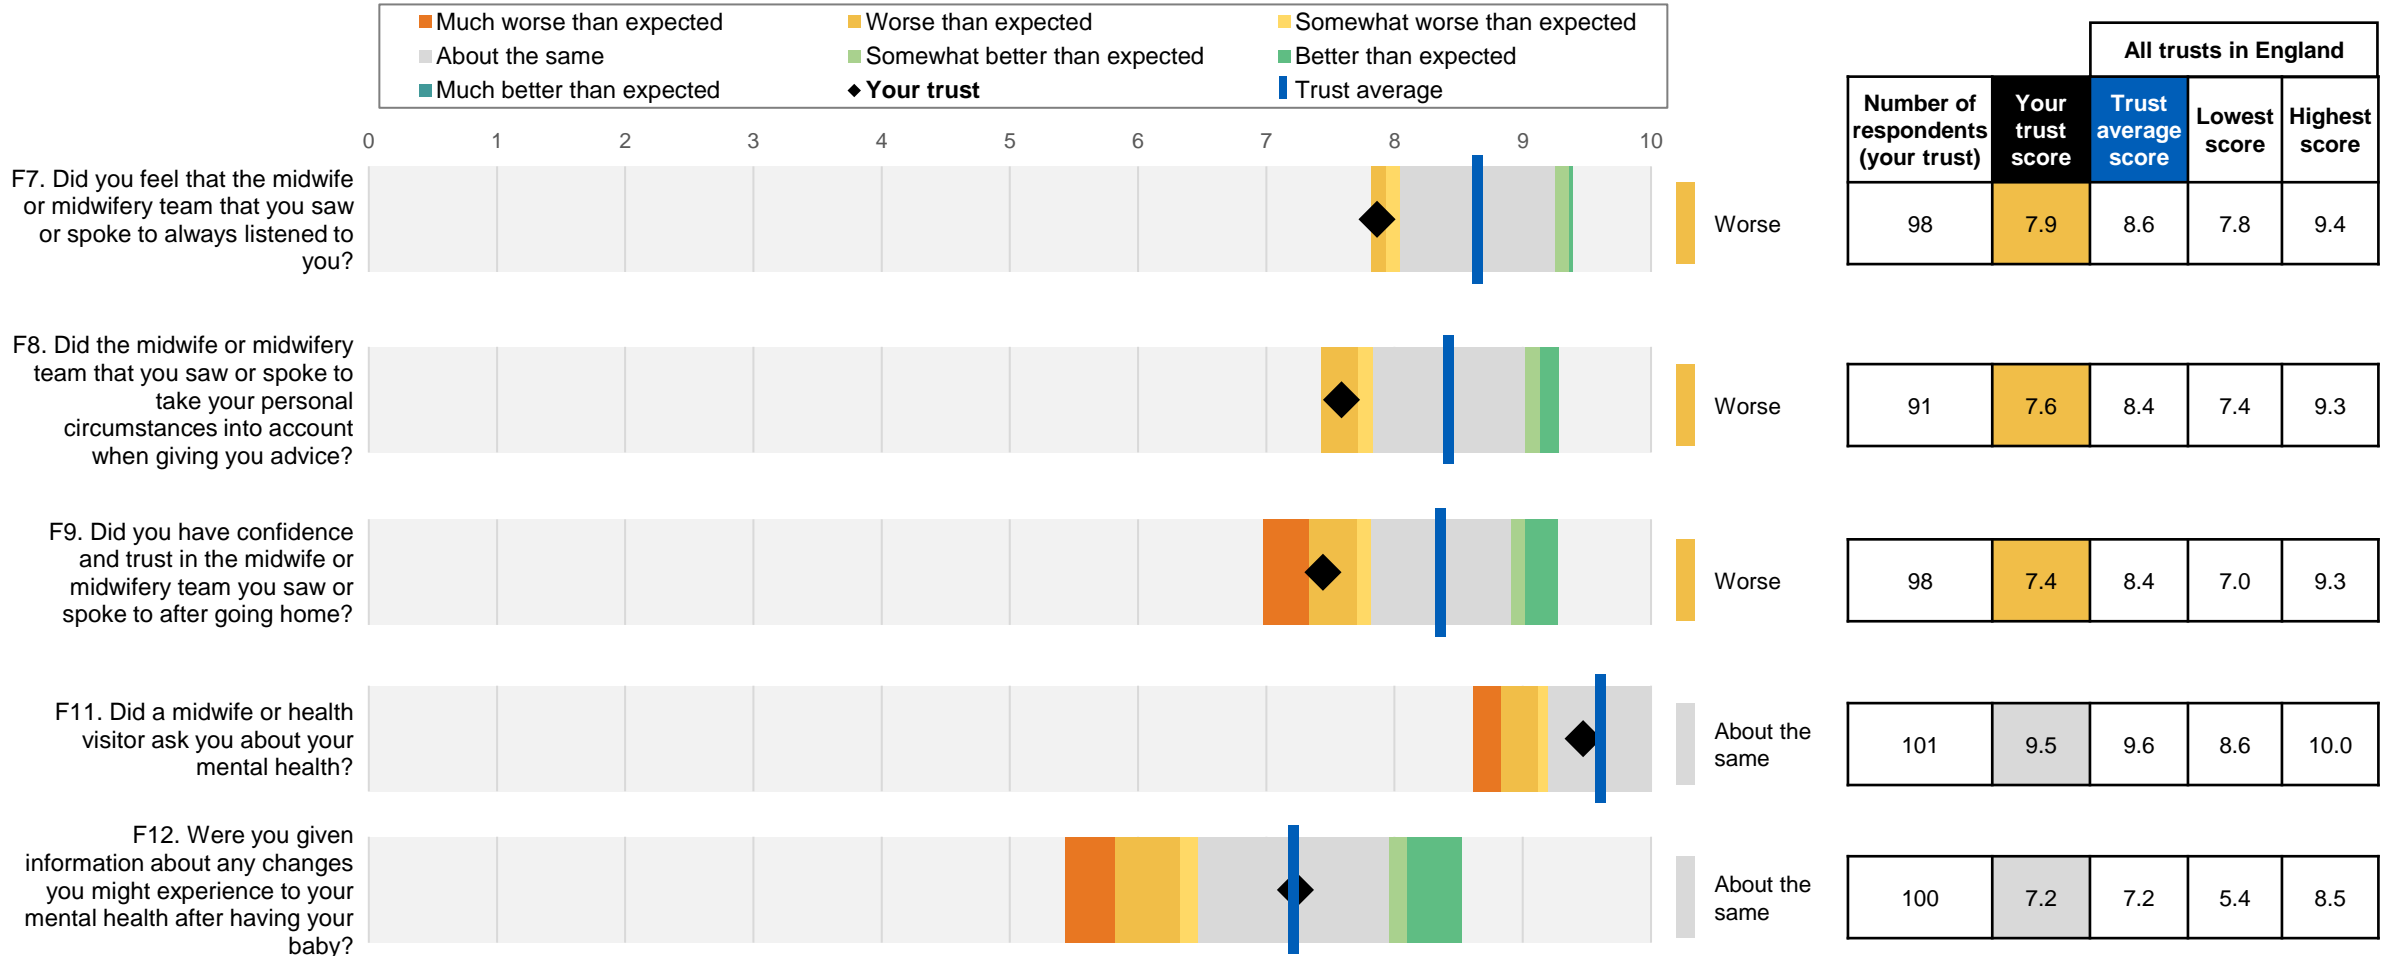 Much worse than expected
Worse than expected
Somewhat worse than expected
About the same
Somewhat better than expected
Better than expected
Much better than expected
Your trust
Trust average
All trusts in England
Number of respondents (your trust)
Your trust score
Trust average score
Lowest score
Highest score
0 1 2 3 4 5 6 7 8 9 10
F7. Did you feel that the midwife
or midwifery team that you saw
or spoke to always listened to
you?
Worse
98 7.9 8.6 7.8 9.4
F8. Did the midwife or midwifery
team that you saw or spoke to
take your personal
circumstances into account
when giving you advice?
Worse
91 7.6 8.4 7.4 9.3
F9. Did you have confidence
and trust in the midwife or
midwifery team you saw or
spoke to after going home?
Worse
98 7.4 8.4 7.0 9.3
F11. Did a midwife or health
visitor ask you about your
mental health?
About the
same
101 9.5 9.6 8.6 10.0
F12. Were you given
information about any changes
you might experience to your
mental health after having your
baby?
About the
same
100 7.2 7.2 5.4 8.5